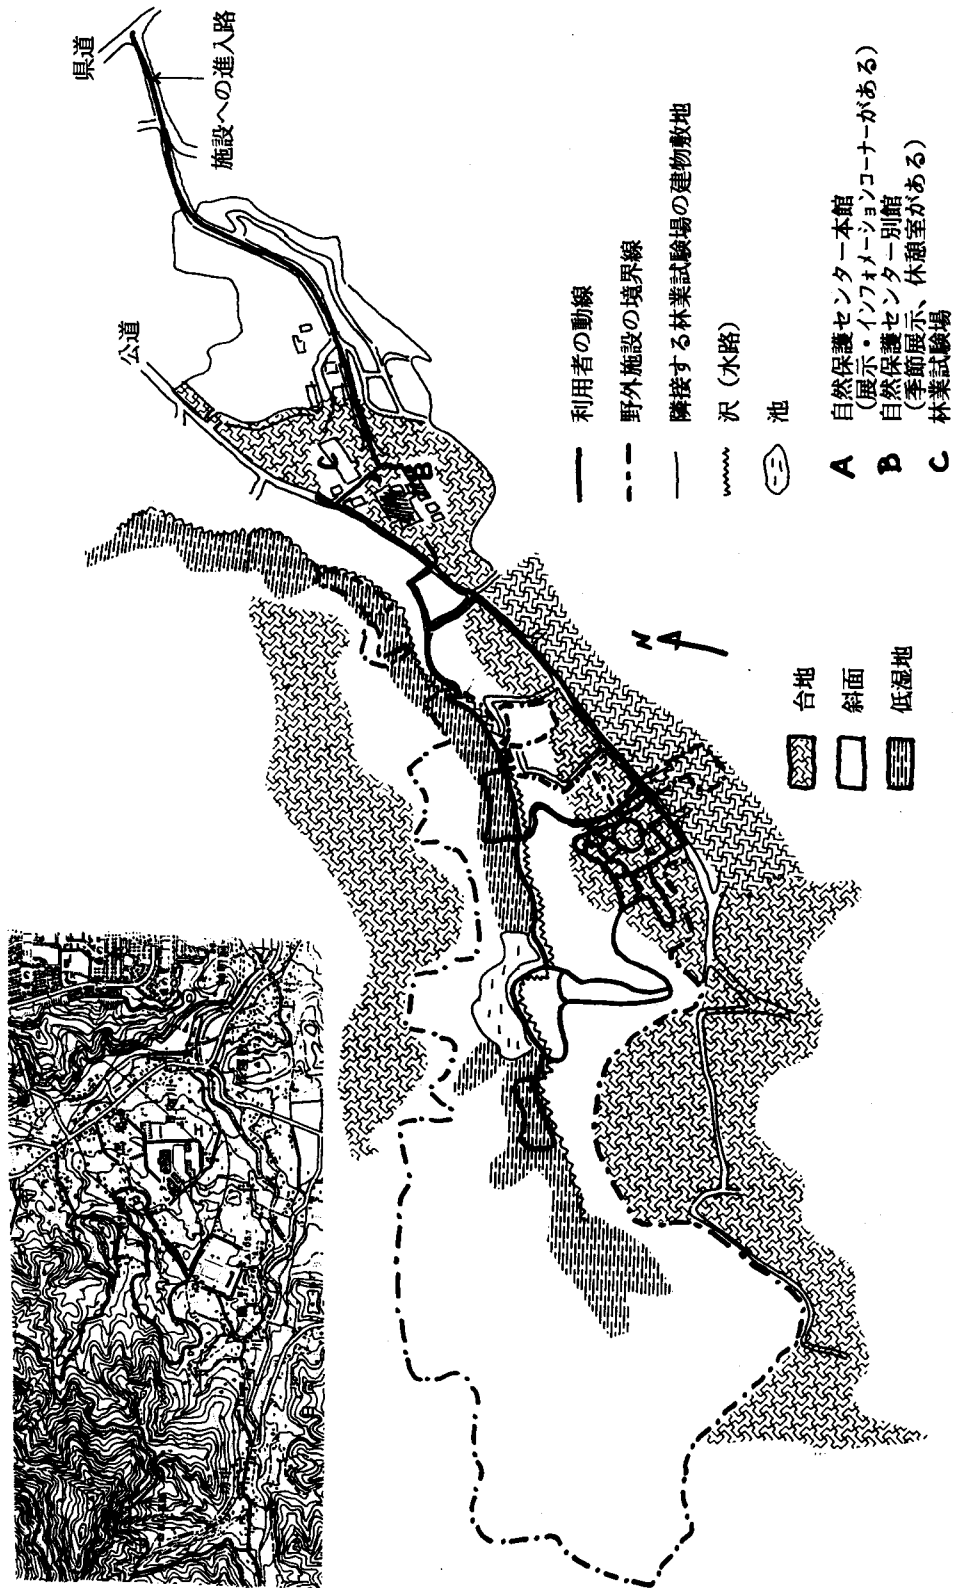 県道
施設への進入路
公道
利用者の動線
野外施設の境界線
隣接する林業試験場の建物敷地
沢（水路）
池
A 自然保護センター本館
（展示・インフォメーションコーナーがある）
B 自然保護センター別館
（季節展示、休憩室がある）
C 林業試験場
N
台地
斜面
低湿地
C
B